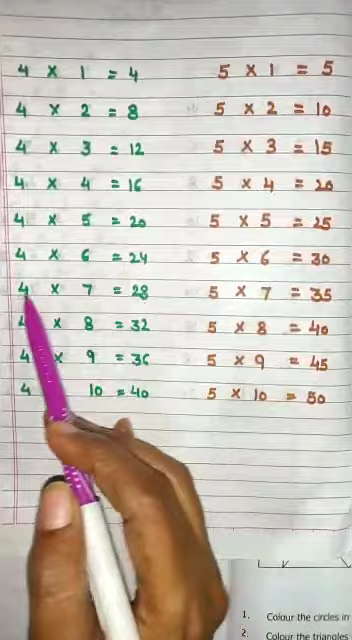 4 × 1 = 4 5 × 1 = 5
4 × 2 = 8 5 × 2 = 10
4 × 3 = 12 5 × 3 = 15
4 × 4 = 16 5 × 4 = 20
4 × 5 = 20 5 × 5 = 25
4 × 6 = 24 5 × 6 = 30
4 × 7 = 28 5 × 7 = 35
4 × 8 = 32 5 × 8 = 40
4 × 9 = 36 5 × 9 = 45
4 10 = 40 5 × 10 = 50
1. Colour the circles in
2. Colour the triangles